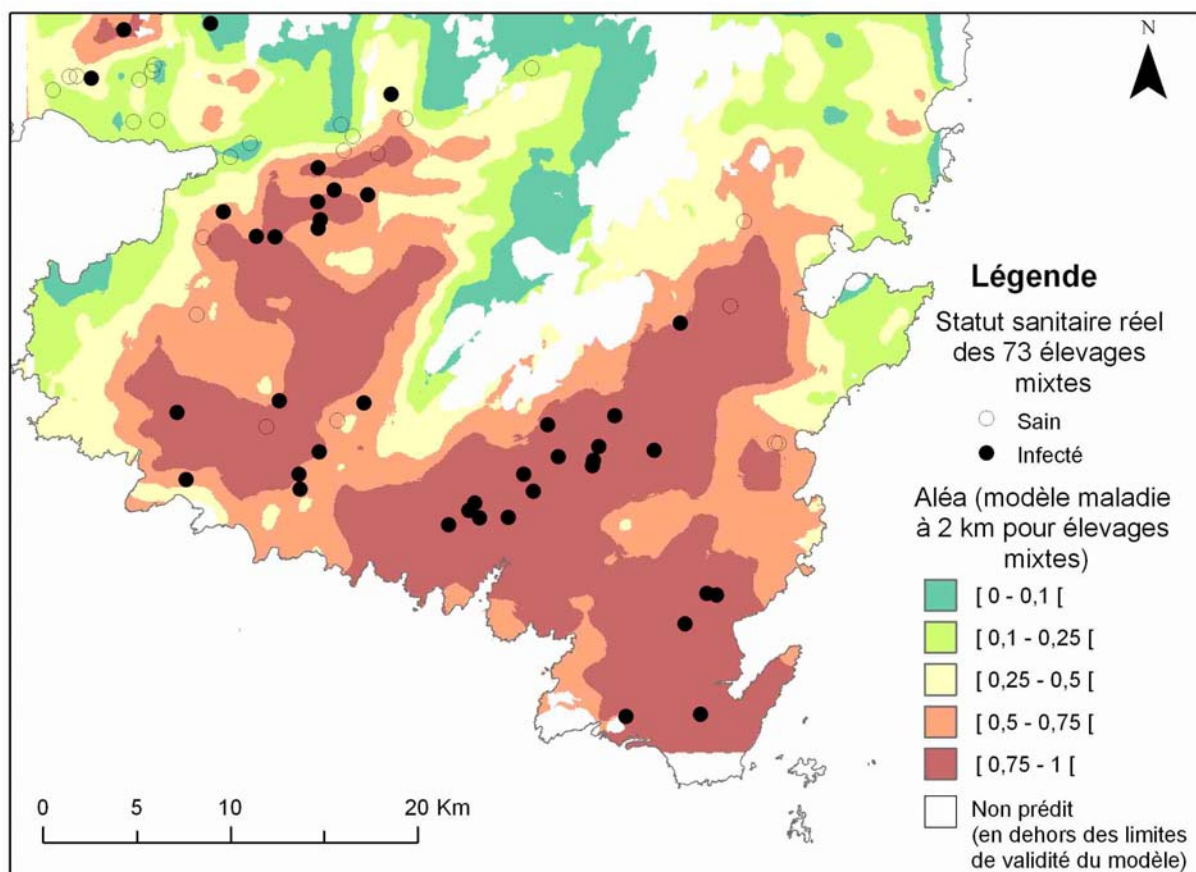 N
Légende
Statut sanitaire réel
des 73 élevages
mixtes
Sain
Infecté
Aléa (modèle maladie
à 2 km pour élevages
mixtes)
[ 0 - 0,1 [
[ 0,1 - 0,25 [
[ 0,25 - 0,5 [
[ 0,5 - 0,75 [
[ 0,75 - 1 [
Non prédit
(en dehors des limites
de validité du modèle)
0 5 10 20 Km